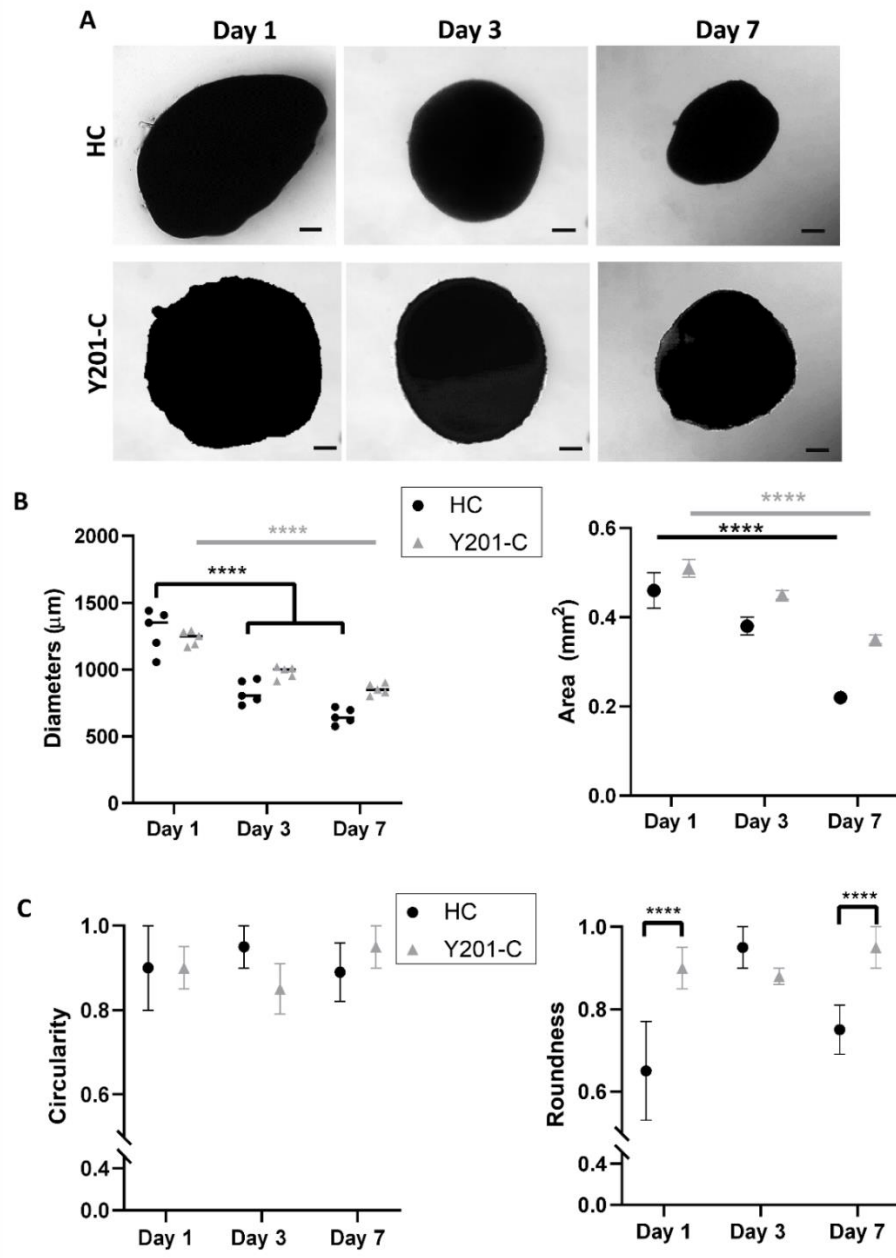 A
Day 1 Day 3 Day 7
HC
Y201-C
B
HC
Y201-C
Diameters (μm)
2000
1500
1000
500
0
****
****
Day 1 Day 3 Day 7
Area (mm²)
0.6
0.4
0.2
0.0
****
****
Day 1 Day 3 Day 7
C
HC
Y201-C
Circularity
1.0
0.8
0.6
0.4
0.0
Day 1 Day 3 Day 7
Roundness
1.0
0.8
0.6
0.4
0.0
****
****
Day 1 Day 3 Day 7